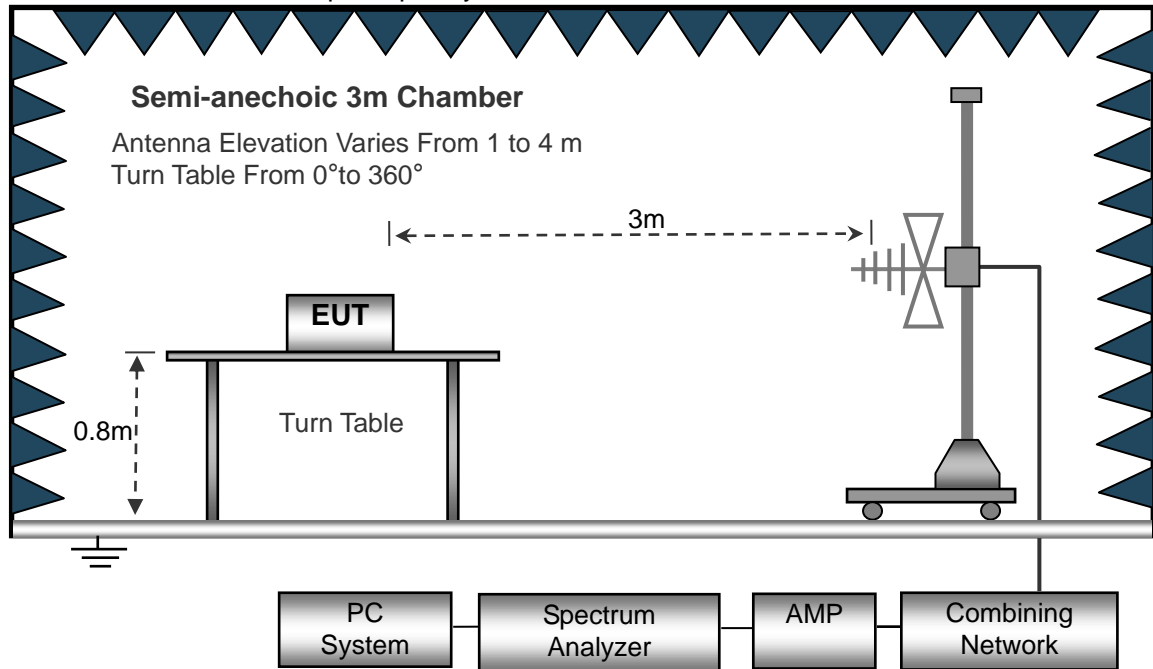 Semi-anechoic 3m Chamber
Antenna Elevation Varies From 1 to 4 m
Turn Table From 0°to 360°
3m
EUT
0.8m
Turn Table
PC
System
Spectrum
Analyzer
AMP
Combining
Network